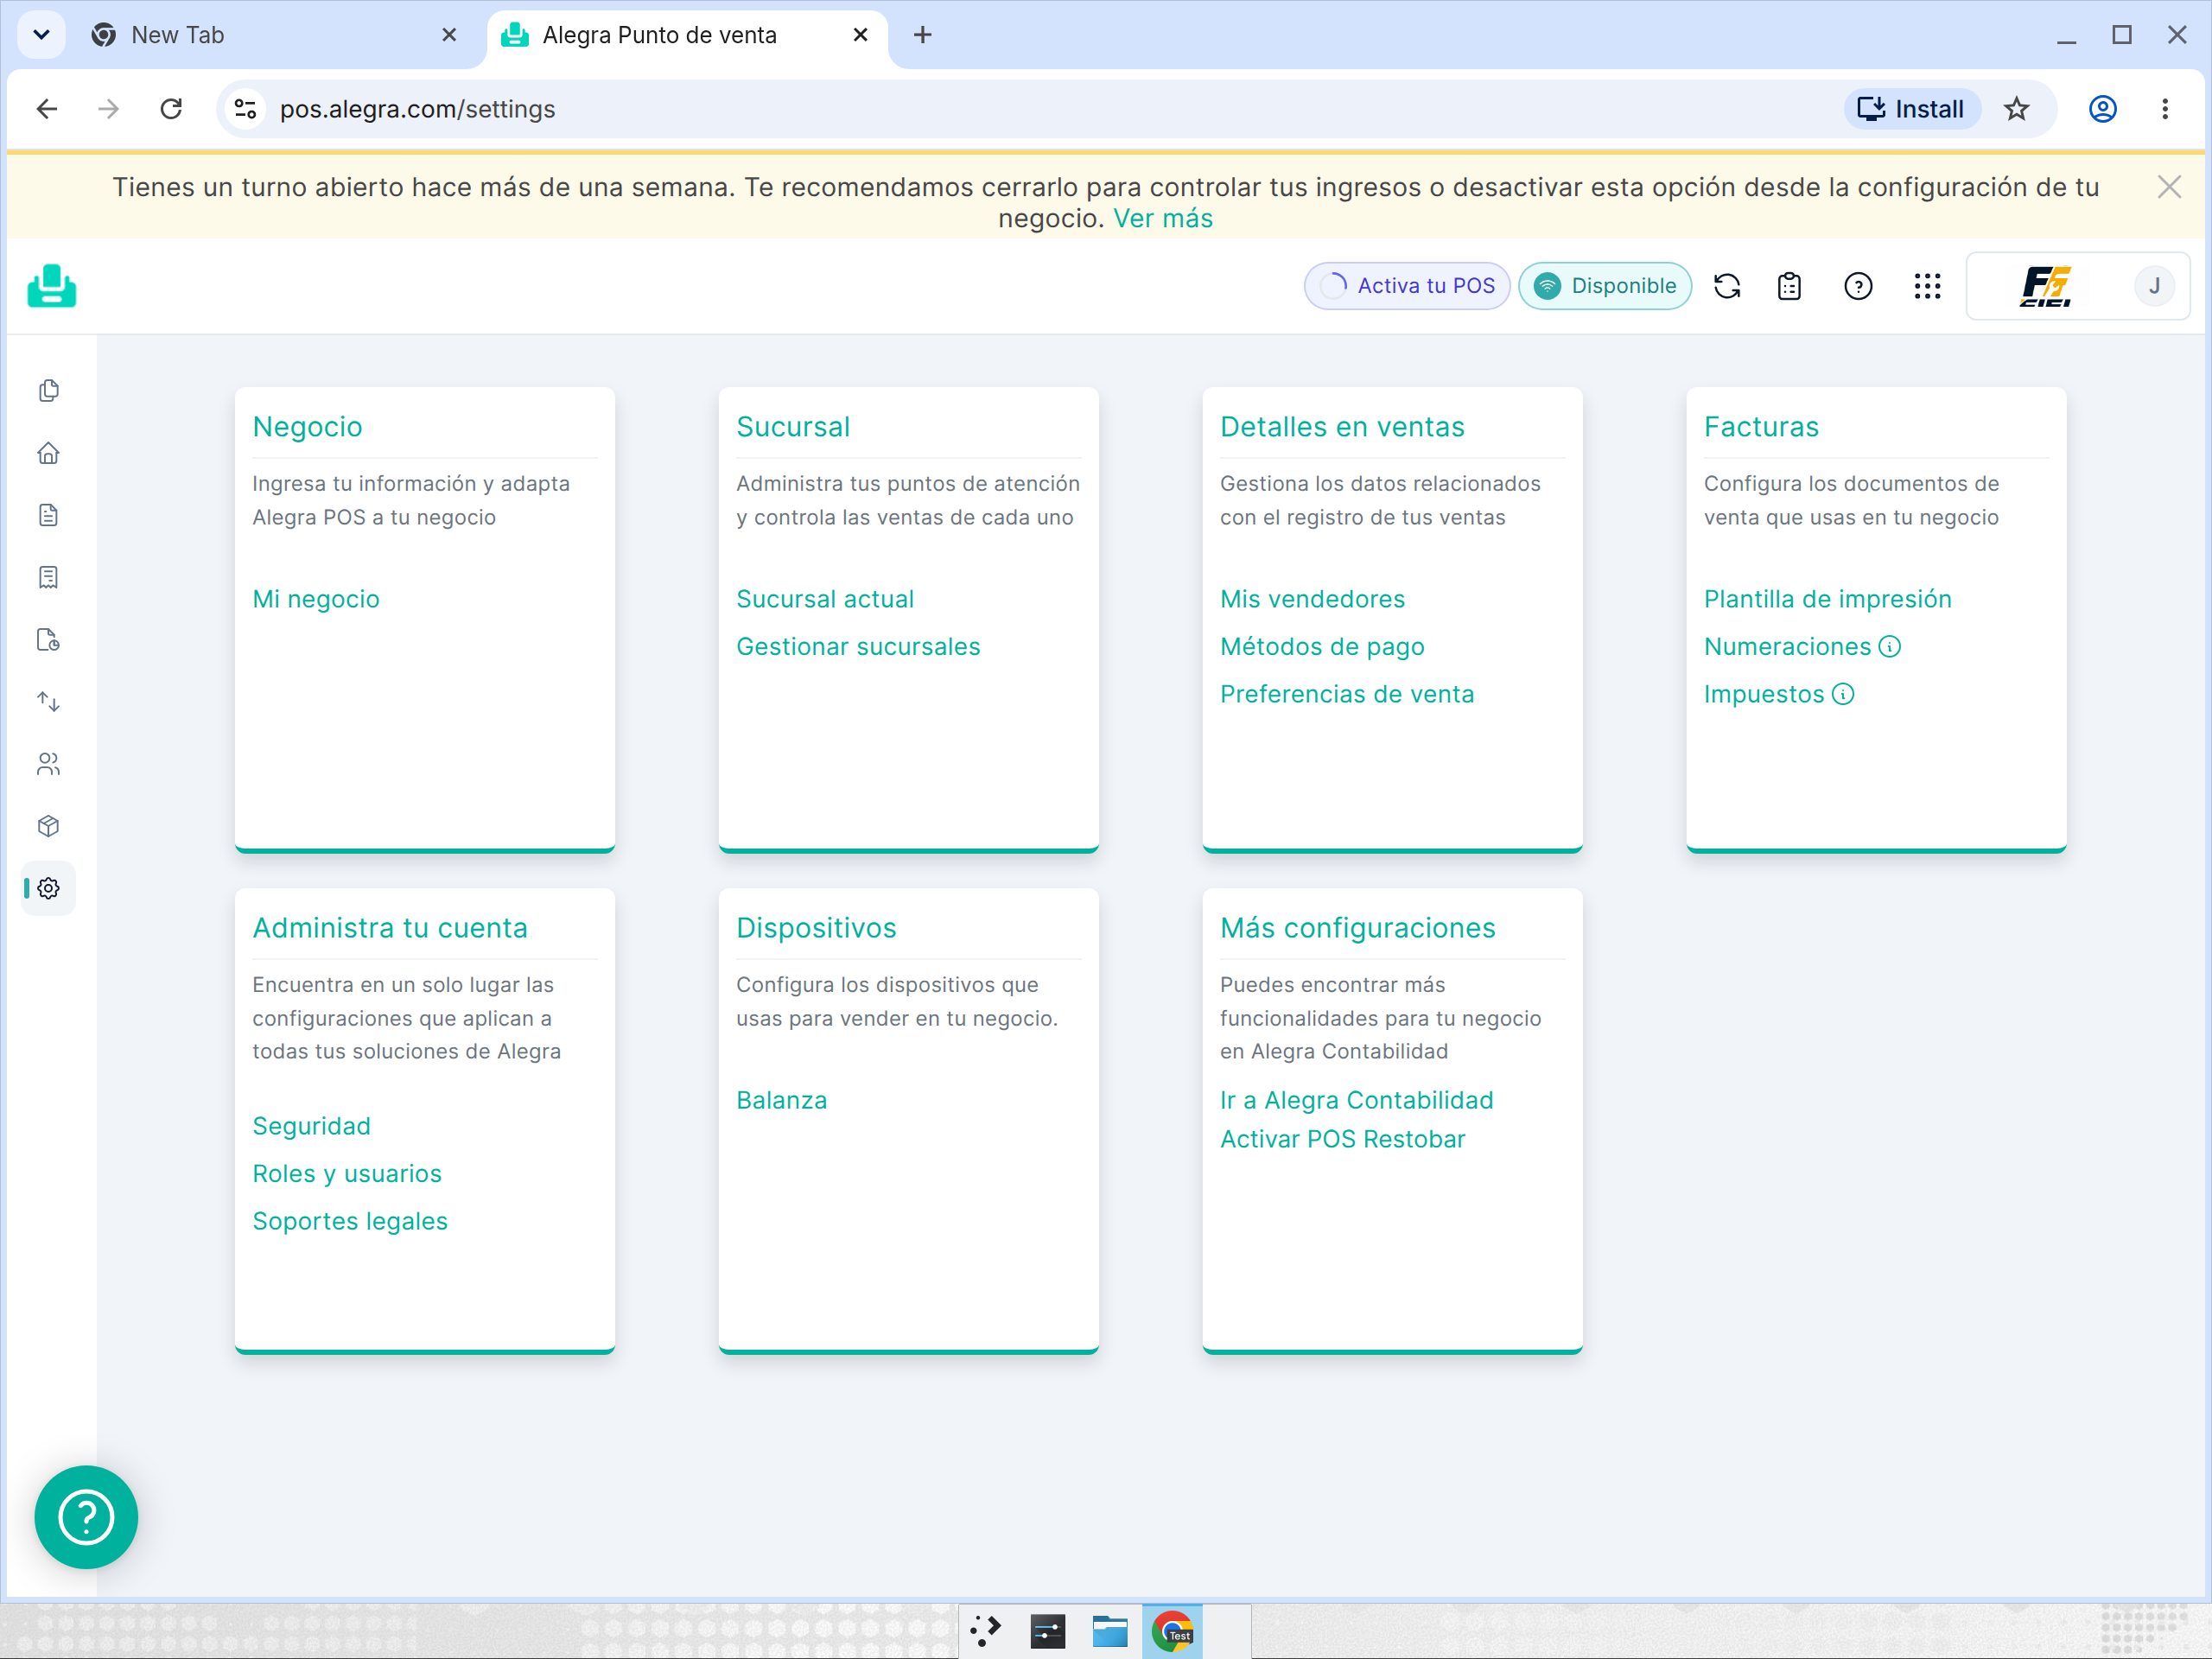 New Tab
Alegra Punto de venta
pos.alegra.com/settings
Install
Tienes un turno abierto hace más de una semana. Te recomendamos cerrarlo para controlar tus ingresos o desactivar esta opción desde la configuración de tu
negocio. Ver más
Activa tu POS
Disponible
J
Negocio
Ingresa tu información y adapta
Alegra POS a tu negocio
Mi negocio
Sucursal
Administra tus puntos de atención
y controla las ventas de cada uno
Sucursal actual
Gestionar sucursales
Detalles en ventas
Gestiona los datos relacionados
con el registro de tus ventas
Mis vendedores
Métodos de pago
Preferencias de venta
Facturas
Configura los documentos de
venta que usas en tu negocio
Plantilla de impresión
Numeraciones
Impuestos
Administra tu cuenta
Encuentra en un solo lugar las
configuraciones que aplican a
todas tus soluciones de Alegra
Seguridad
Roles y usuarios
Soportes legales
Dispositivos
Configura los dispositivos que
usas para vender en tu negocio.
Balanza
Más configuraciones
Puedes encontrar más
funcionalidades para tu negocio
en Alegra Contabilidad
Ir a Alegra Contabilidad
Activar POS Restobar
Test